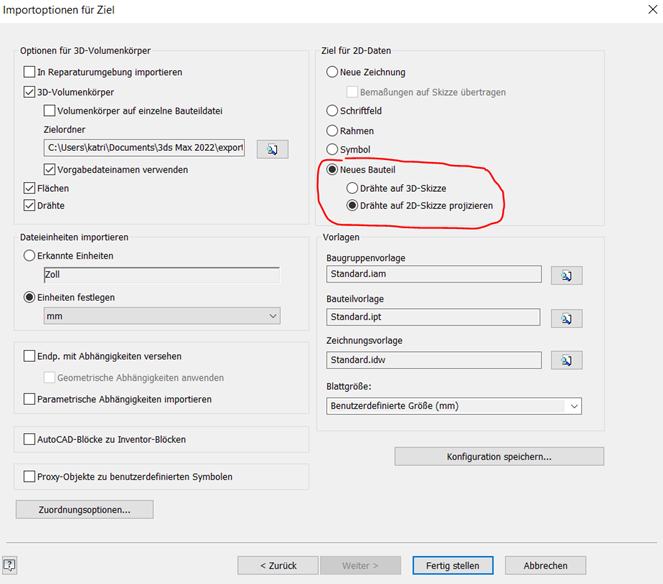 Importoptionen für Ziel
Optionen für 3D-Volumenkörper
In Reparaturumgebung importieren
3D-Volumenkörper
Volumenkörper auf einzelne Bauteildatei
Zielordner
C:\Users\katri\Documents\3ds Max 2022\export
Vorgabedateinamen verwenden
Flächen
Drähte
Ziel für 2D-Daten
Neue Zeichnung
Bemaßungen auf Skizze übertragen
Schriftfeld
Rahmen
Symbol
Neues Bauteil
Drähte auf 3D-Skizze
Drähte auf 2D-Skizze projizieren
Dateieinheiten importieren
Erkannte Einheiten
Zoll
Einheiten festlegen
mm
Vorlagen
Baugruppenvorlage
Standard.iam
Bauteilvorlage
Standard.ipt
Zeichnungsvorlage
Standard.idw
Blattgröße:
Benutzerdefinierte Größe (mm)
Endp. mit Abhängigkeiten versehen
Geometrische Abhängigkeiten anwenden
Parametrische Abhängigkeiten importieren
AutoCAD-Blöcke zu Inventor-Blöcken
Proxy-Objekte zu benutzerdefinierten Symbolen
Konfiguration speichern...
Zuordnungsoptionen...
?
< Zurück
Weiter >
Fertig stellen
Abbrechen